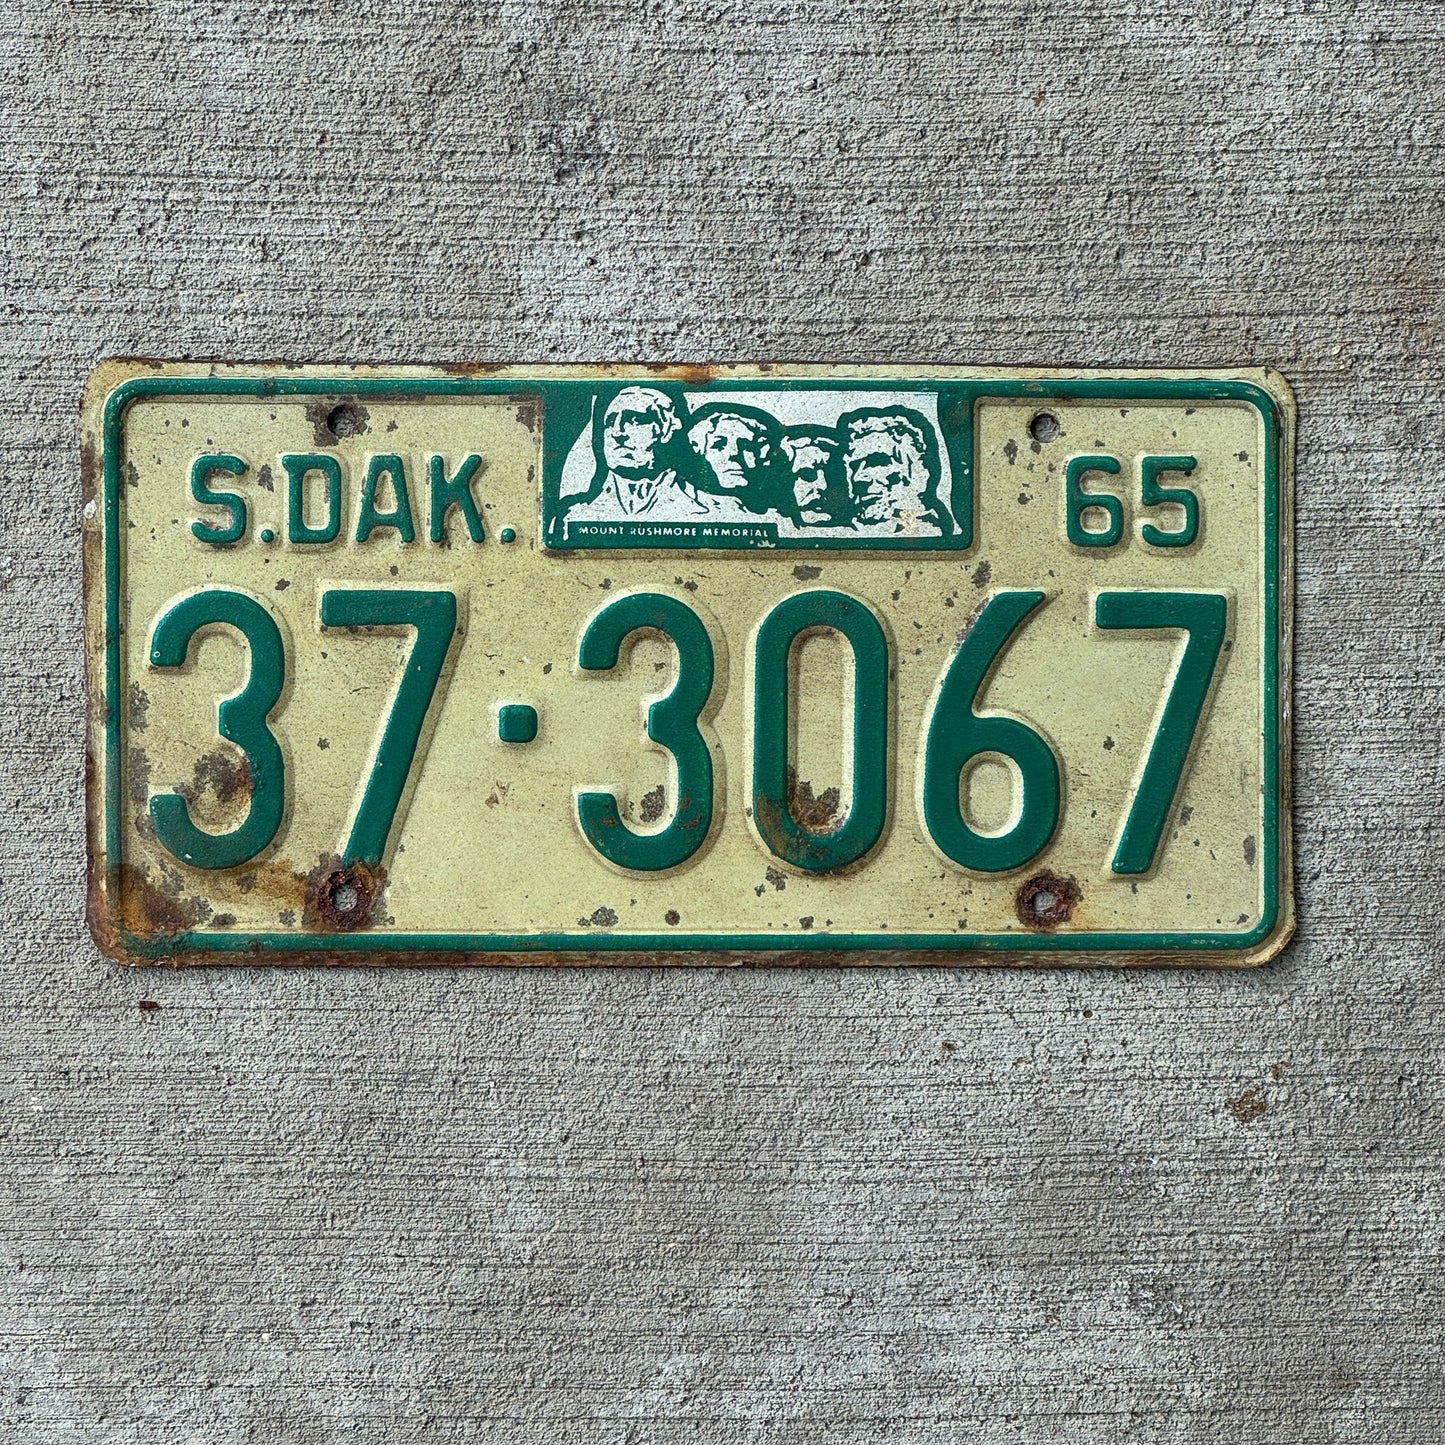 S.DAK. 65
MOUNT RUSHMORE MEMORIAL
37·3067